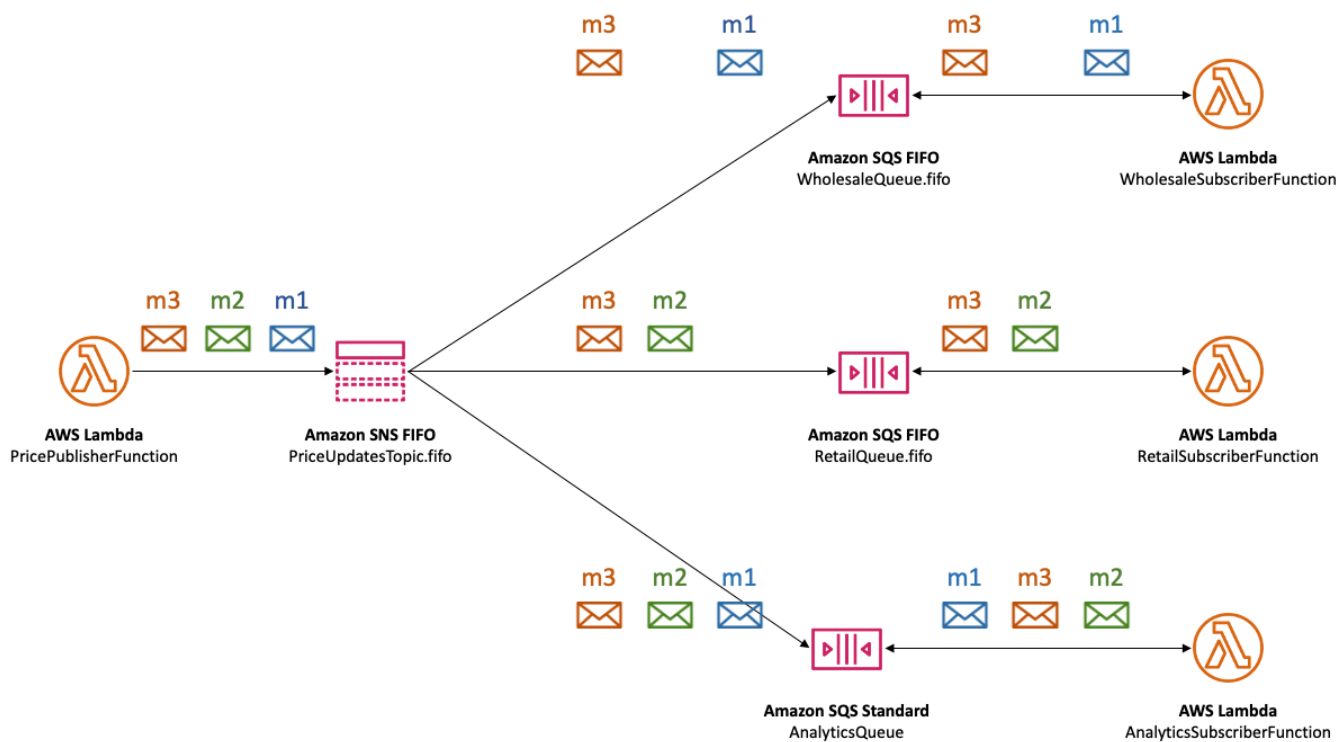 m3 m1 m3 m1
Amazon SQS FIFO
WholesaleQueue.fifo
AWS Lambda
WholesaleSubscriberFunction
m3 m2 m1 m3 m2 m3 m2
AWS Lambda
PricePublisherFunction
Amazon SNS FIFO
PriceUpdatesTopic.fifo
Amazon SQS FIFO
RetailQueue.fifo
AWS Lambda
RetailSubscriberFunction
m3 m2 m1 m1 m3 m2
Amazon SQS Standard
AnalyticsQueue
AWS Lambda
AnalyticsSubscriberFunction